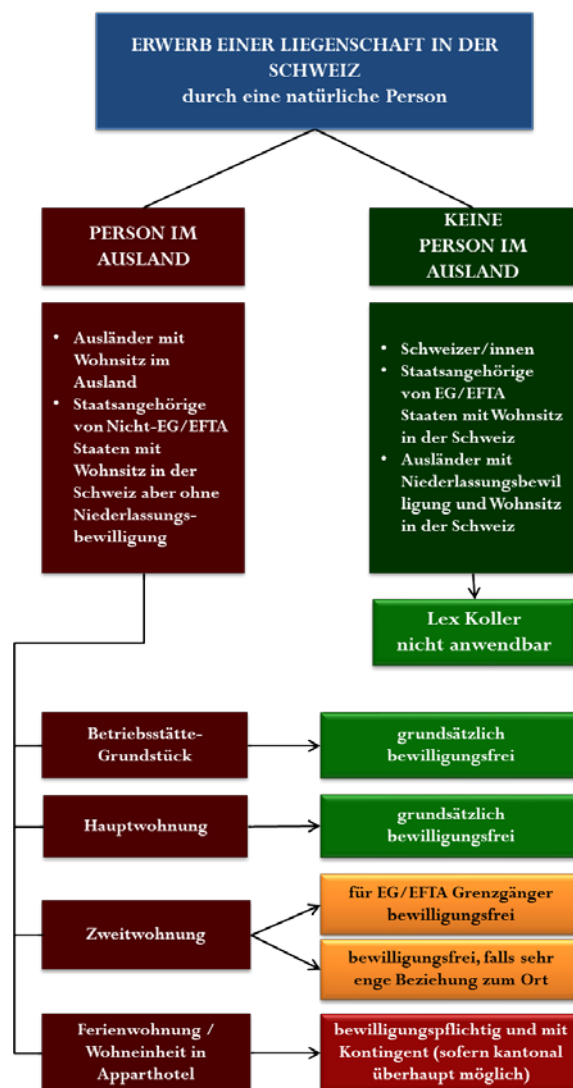 ERWERB EINER LIEGENSCHAFT IN DER
SCHWEIZ
durch eine natürliche Person
PERSON IM
AUSLAND
KEINE
PERSON IM
AUSLAND
• Ausländer mit
Wohnsitz im
Ausland
• Staatsangehörige
von Nicht-EG/EFTA
Staaten mit
Wohnsitz in der
Schweiz aber ohne
Niederlassungs-
bewilligung
• Schweizer/innen
• Staatsangehörige
von EG/EFTA
Staaten mit Wohnsitz
in der Schweiz
• Ausländer mit
Niederlassungsbewil
ligung und Wohnsitz
in der Schweiz
Lex Koller
nicht anwendbar
Betriebsstätte-
Grundstück
grundsätzlich
bewilligungsfrei
Hauptwohnung
grundsätzlich
bewilligungsfrei
Zweitwohnung
für EG/EFTA Grenzgänger
bewilligungsfrei
bewilligungsfrei, falls sehr
enge Beziehung zum Ort
Ferienwohnung /
Wohneinheit in
Apparthotel
bewilligungspflichtig und mit
Kontingent (sofern kantonal
überhaupt möglich)